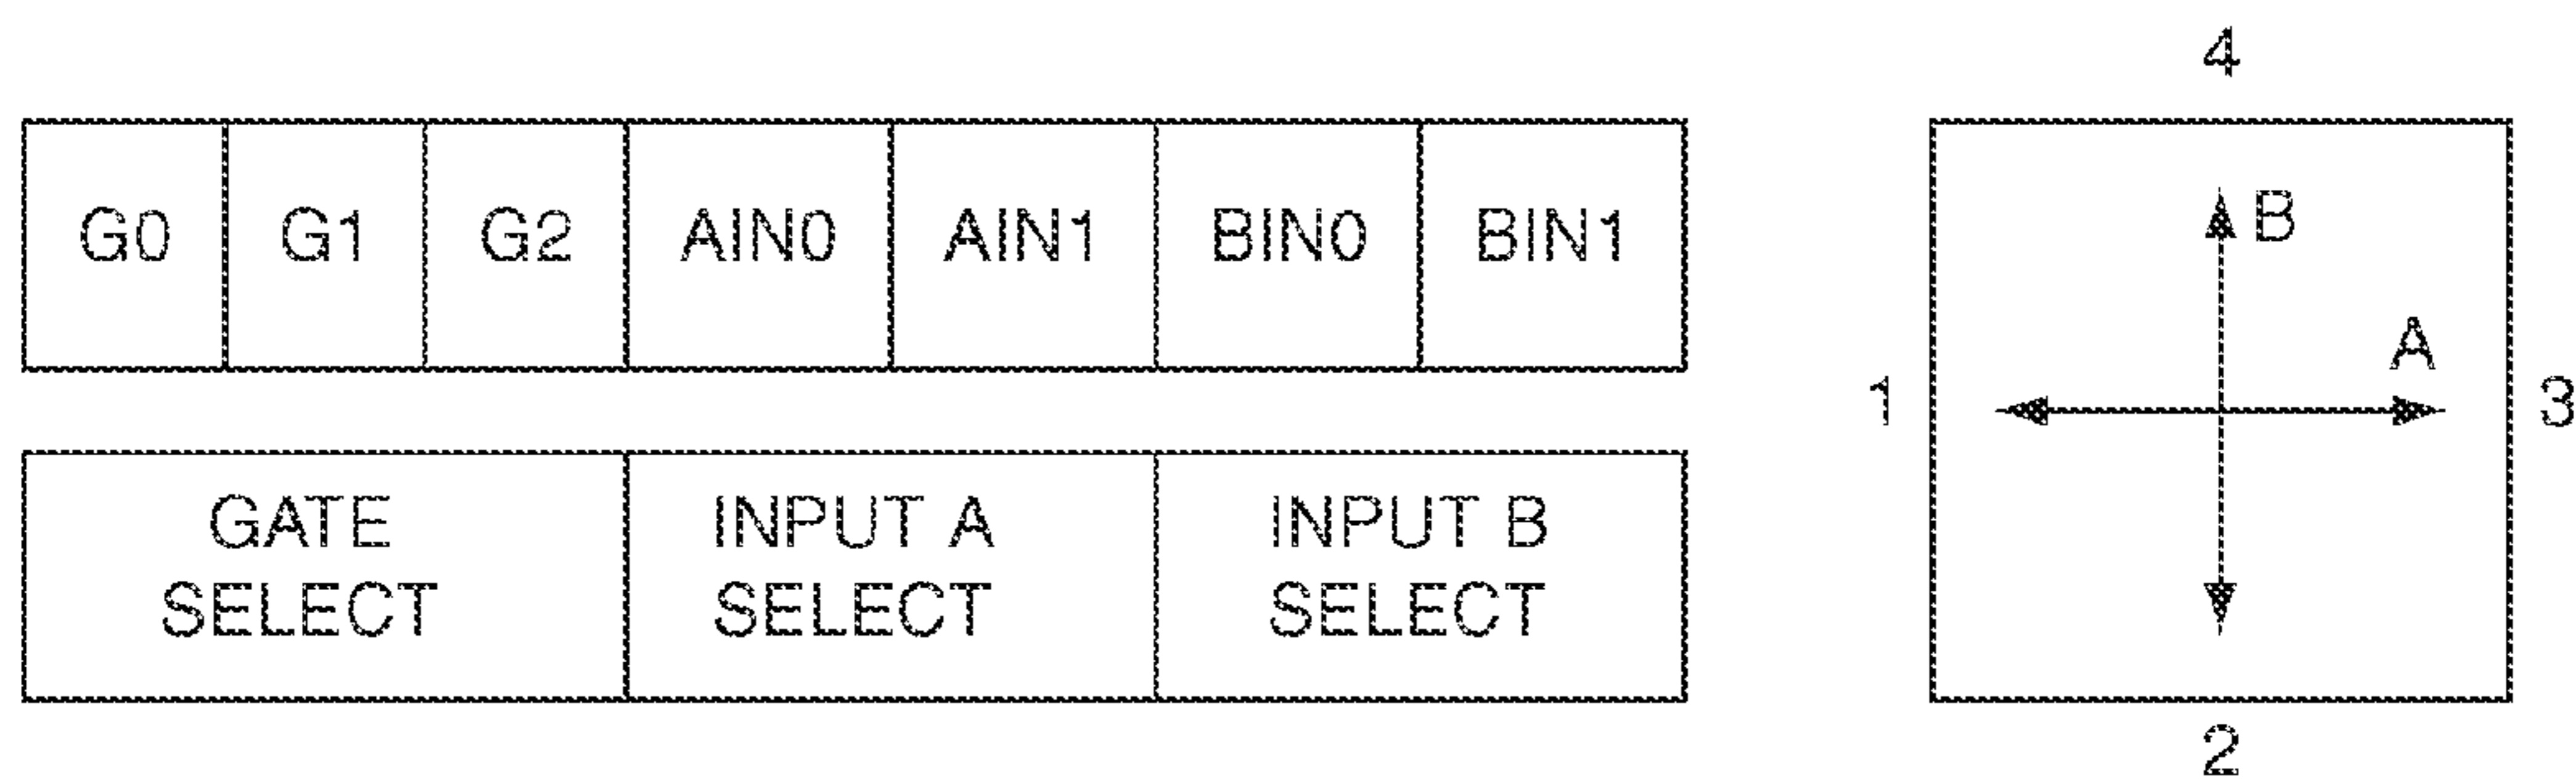 4
G0 G1 G2 AIN0 AIN1 BIN0 BIN1
B
A
1 3
GATE SELECT
INPUT A SELECT
INPUT B SELECT
2